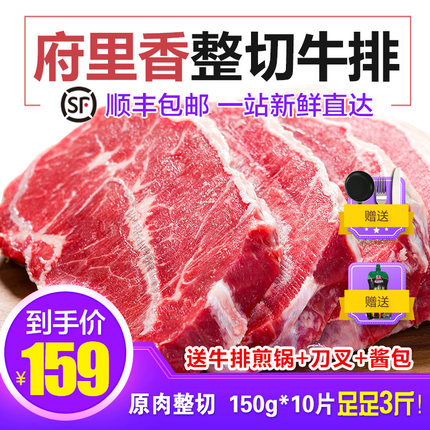 府里香整切牛排
SF 顺丰包邮 一站新鲜直达
赠送
赠送
到手价
¥159
送牛排煎锅+刀叉+酱包
原肉整切 150g*10片足足3斤!